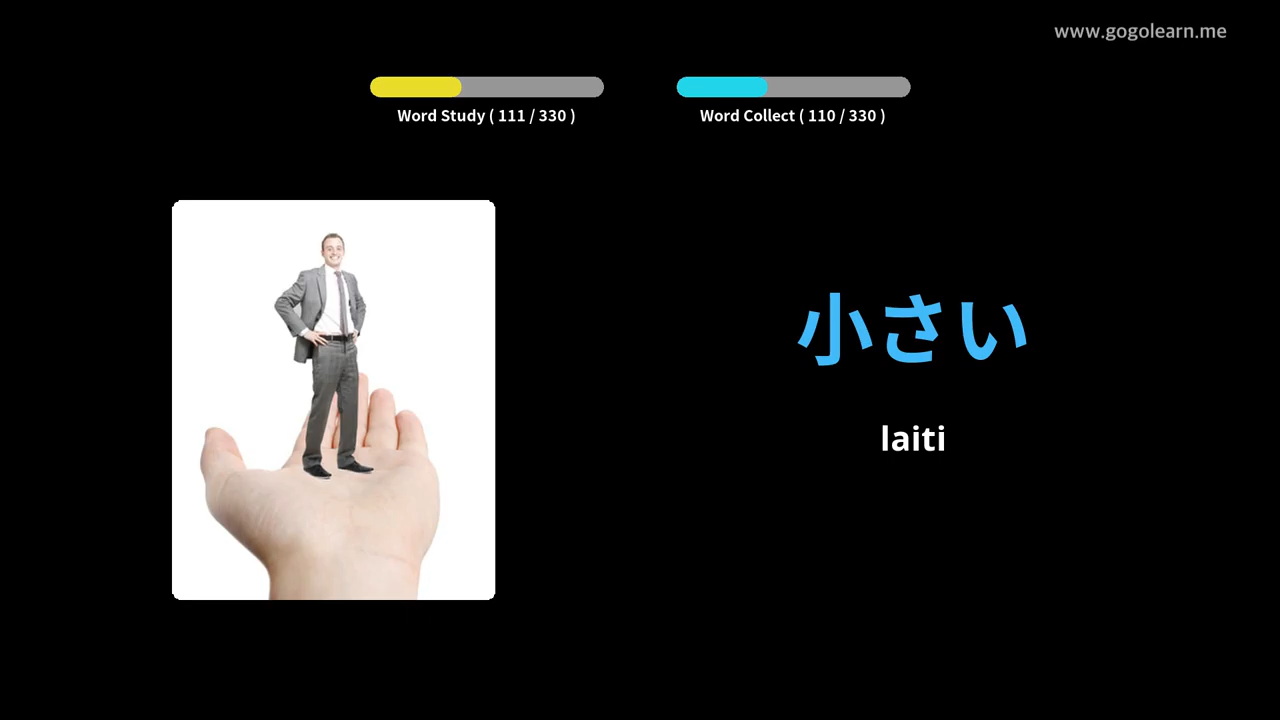 www.gogolearn.me
Word Study ( 111 / 330 )
Word Collect ( 110 / 330 )
小さい
laiti